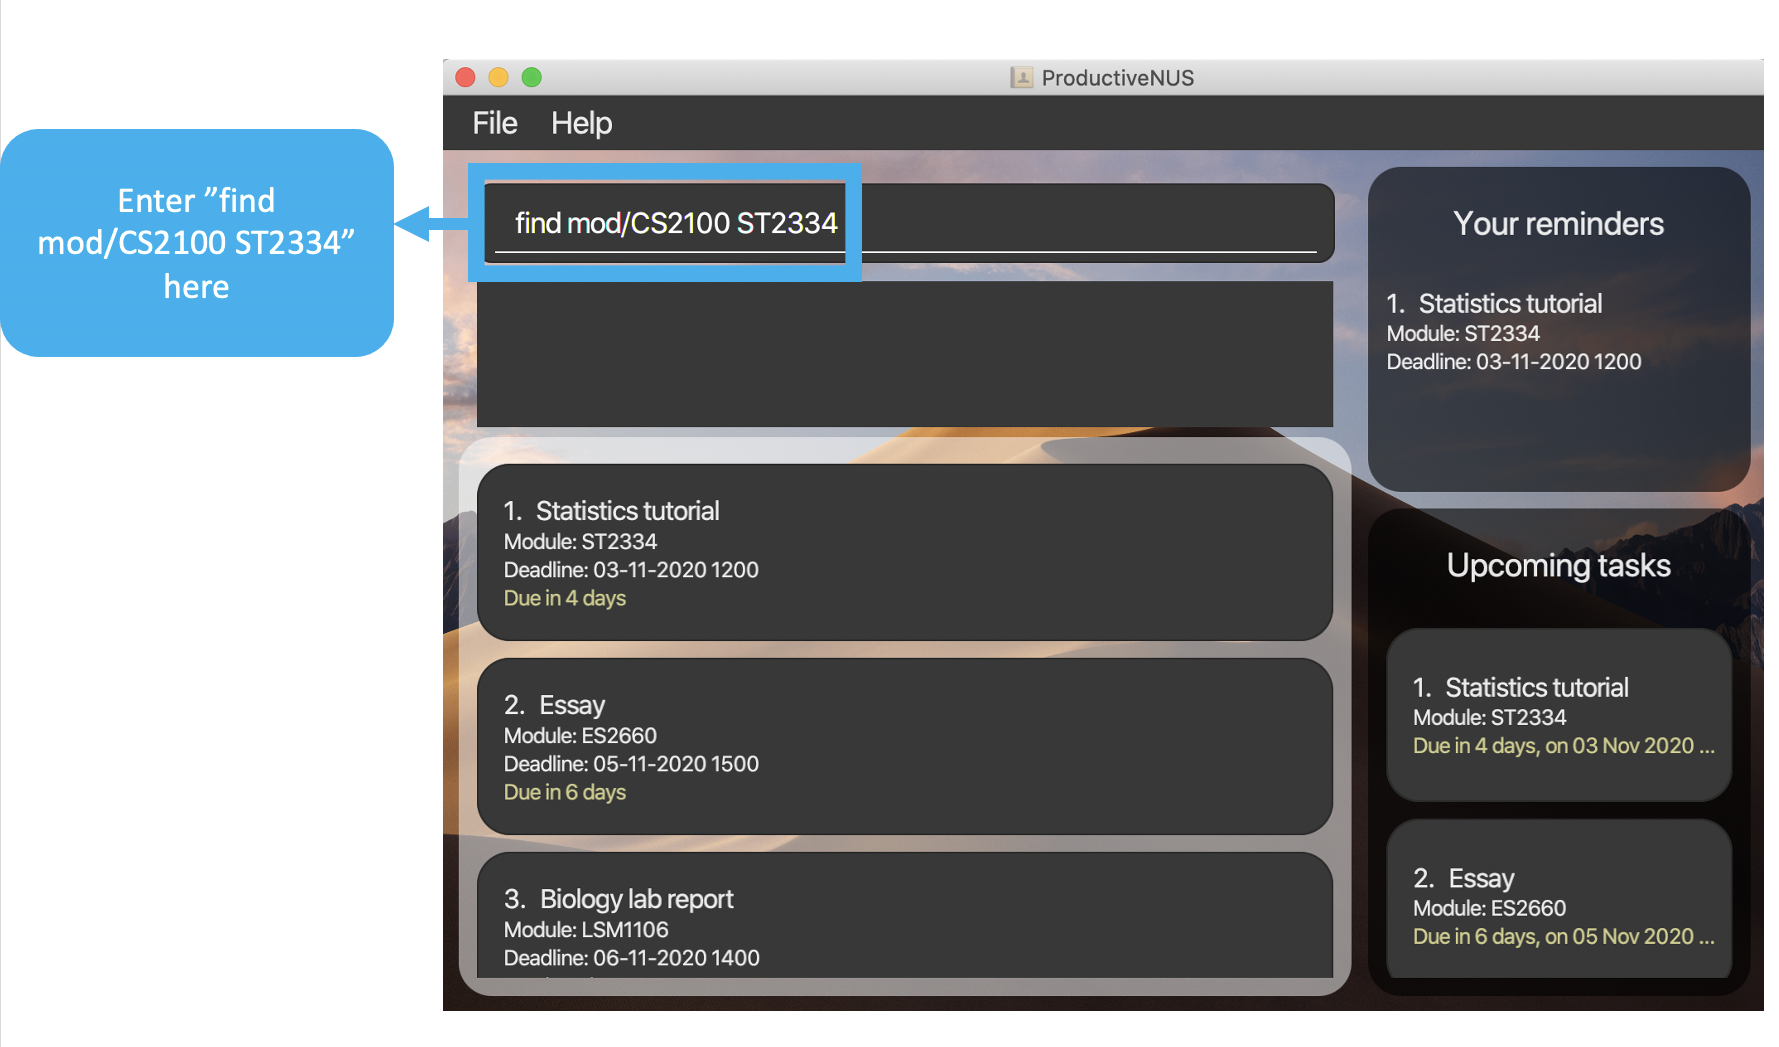 ProductiveNUS
File Help
Enter ”find
mod/CS2100 ST2334”
here
find mod/CS2100 ST2334
1. Statistics tutorial
Module: ST2334
Deadline: 03-11-2020 1200
Due in 4 days
2. Essay
Module: ES2660
Deadline: 05-11-2020 1500
Due in 6 days
3. Biology lab report
Module: LSM1106
Deadline: 06-11-2020 1400
Your reminders
1. Statistics tutorial
Module: ST2334
Deadline: 03-11-2020 1200
Upcoming tasks
1. Statistics tutorial
Module: ST2334
Due in 4 days, on 03 Nov 2020 ...
2. Essay
Module: ES2660
Due in 6 days, on 05 Nov 2020 ...